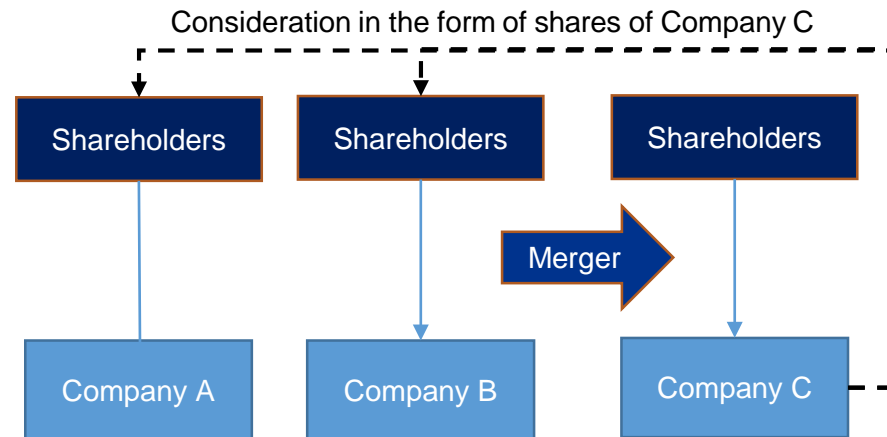 Consideration in the form of shares of Company C
Shareholders
Shareholders
Shareholders
Merger
Company A
Company B
Company C